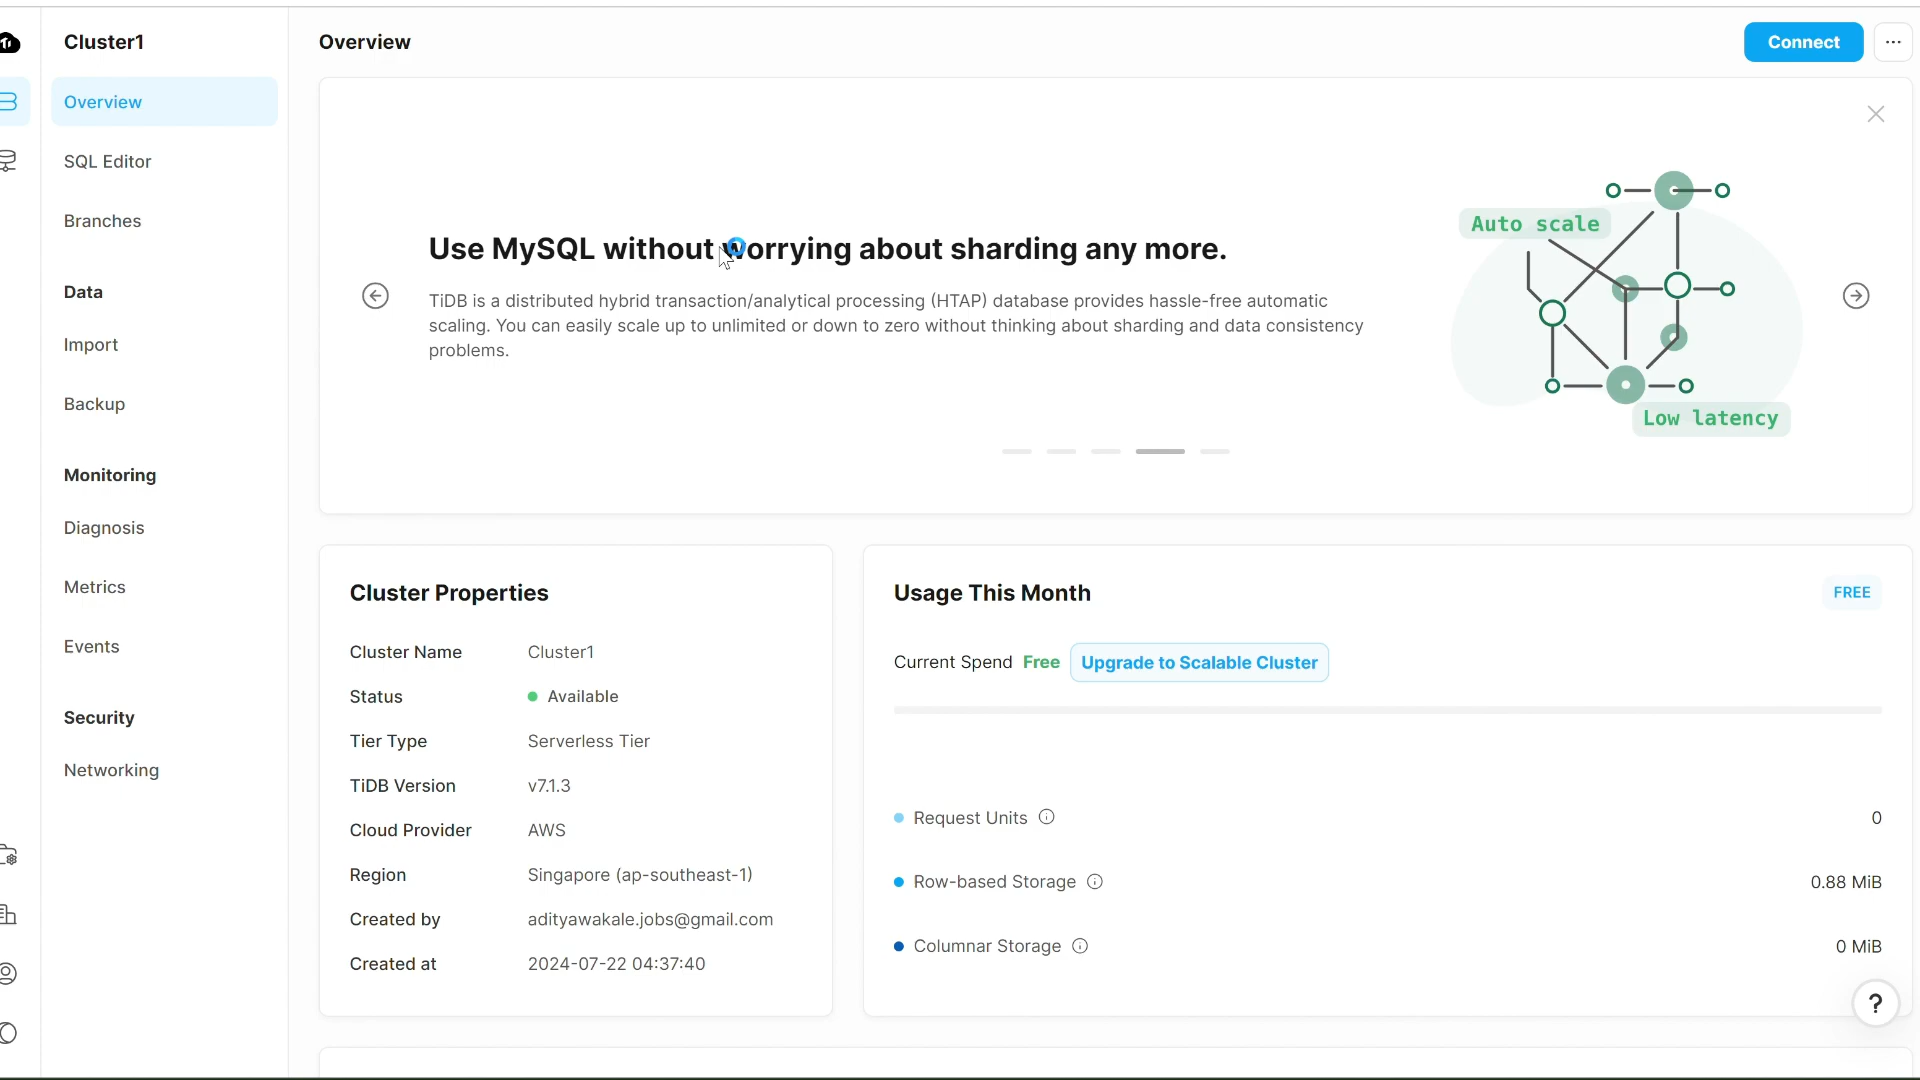 Cluster1
Overview
SQL Editor
Branches
Data
Import
Backup
Monitoring
Diagnosis
Metrics
Events
Security
Networking
Overview
Connect
Use MySQL without worrying about sharding any more.
TiDB is a distributed hybrid transaction/analytical processing (HTAP) database provides hassle-free automatic
scaling. You can easily scale up to unlimited or down to zero without thinking about sharding and data consistency
problems.
Auto scale
Low latency
Cluster Properties
Cluster Name Cluster1
Status Available
Tier Type Serverless Tier
TiDB Version v7.1.3
Cloud Provider AWS
Region Singapore (ap-southeast-1)
Created by adityawakale.jobs@gmail.com
Created at 2024-07-22 04:37:40
Usage This Month
FREE
Current Spend Free Upgrade to Scalable Cluster
Request Units 0
Row-based Storage 0.88 MiB
Columnar Storage 0 MiB
?